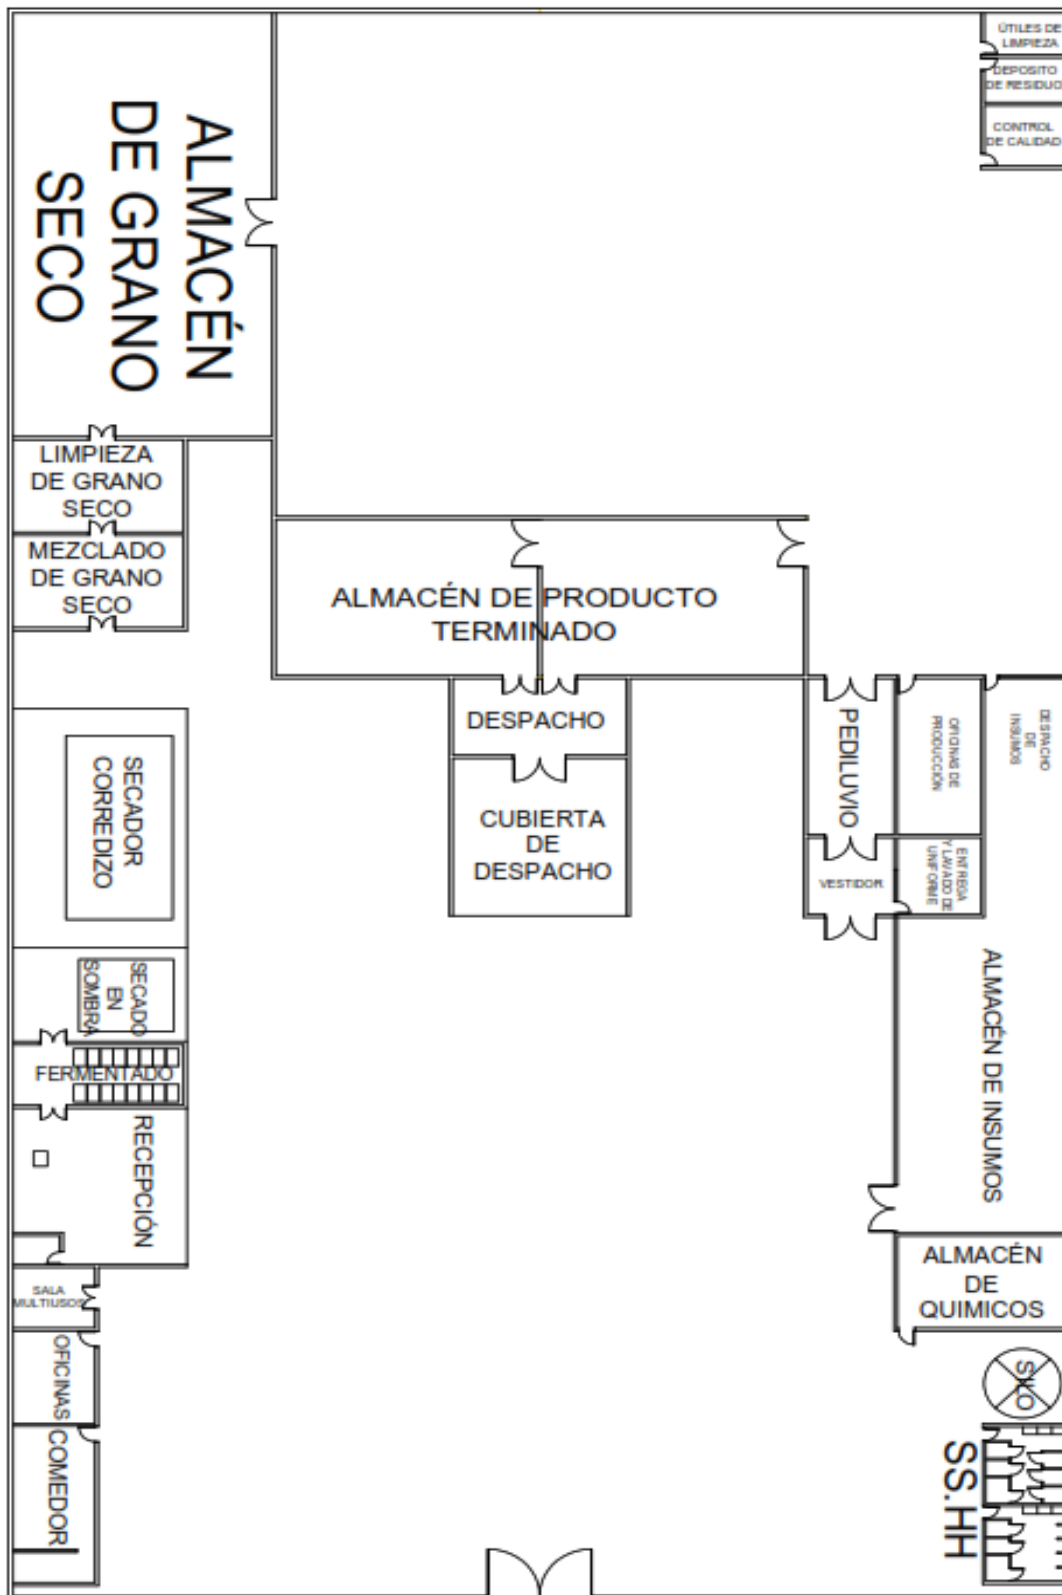 ÚTILES DE
LIMPIEZA
DEPOSITO
DE RESIDUO
CONTROL
DE CALIDAD
ALMACÉN
DE GRANO
SECO
LIMPIEZA
DE GRANO
SECO
MEZCLADO
DE GRANO
SECO
ALMACÉN DE PRODUCTO
TERMINADO
DESPACHO
CUBIERTA
DE
DESPACHO
PEDILUVIO
OFICINAS DE
PRODUCCIÓN
DESPACHO
DE
INSUMOS
VESTIDOR
ENTREGA
Y LAVADO DE
UNIFORME
SECADOR
CORREDIZO
SECADO
EN
SOMBRA
FERMENTADO
RECEPCIÓN
ALMACÉN DE INSUMOS
ALMACÉN
DE
QUIMICOS
SALA
MULTIUSOS
OFICINAS
COMEDOR
SILO
SS.HH